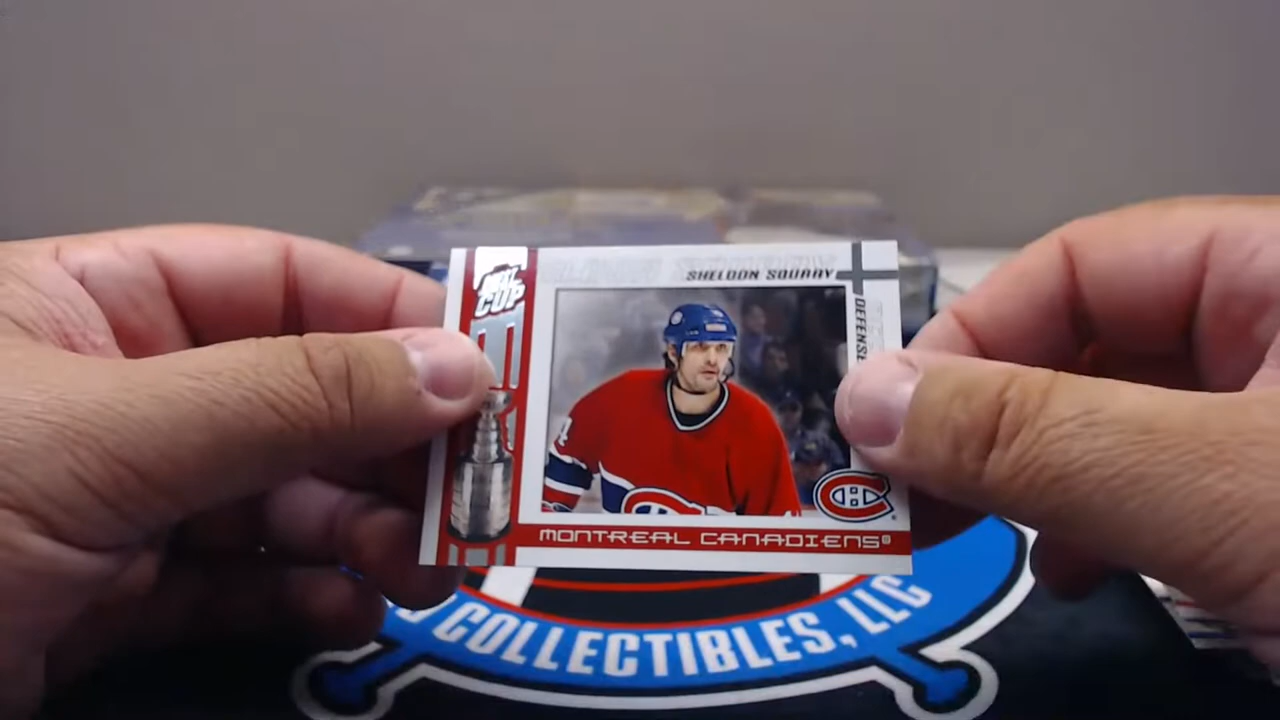 CUP
SHELDON SOURAY
DEFENSE
MONTREAL CANADIENS
COLLECTIBLES, LLC